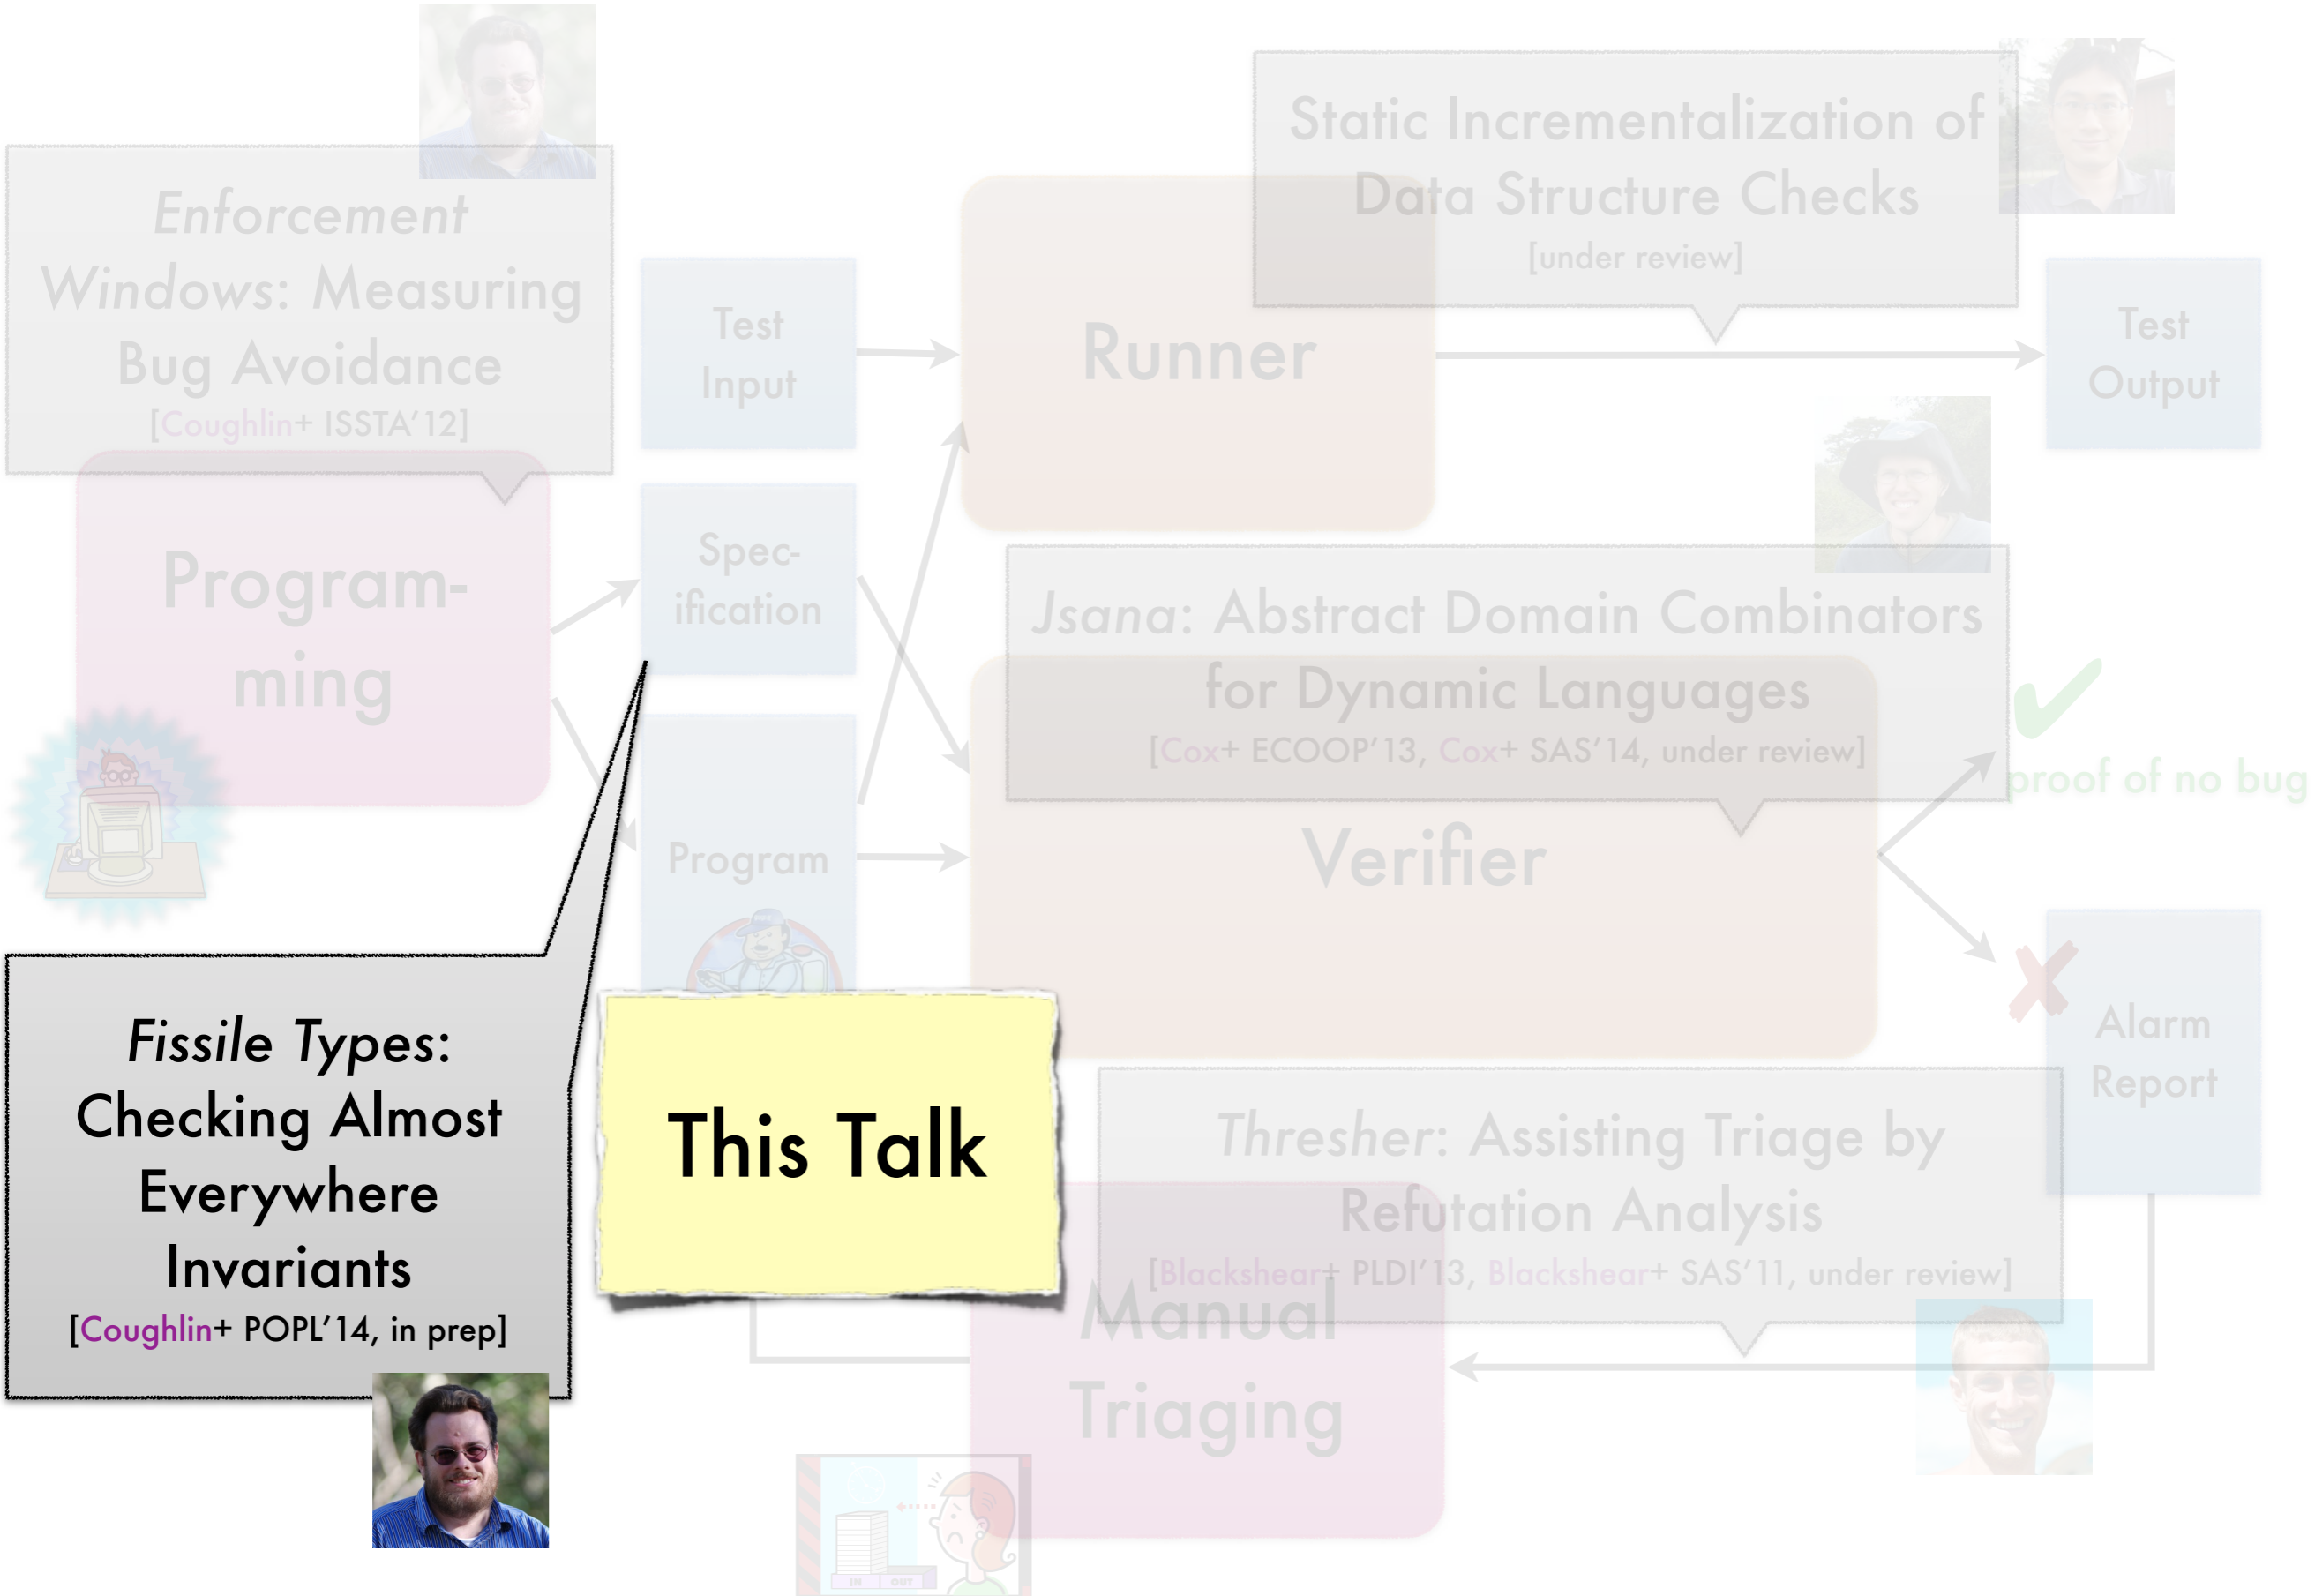 Enforcement
Windows: Measuring
Bug Avoidance
[Coughlin+ ISSTA'12]
Static Incrementalization of
Data Structure Checks
[under review]
Test
Input
Runner
Test
Output
Program-
ming
Spec-
ification
Jsana: Abstract Domain Combinators
for Dynamic Languages
[Cox+ ECOOP'13, Cox+ SAS'14, under review]
proof of no bug
Program
Verifier
Fissile Types:
Checking Almost
Everywhere
Invariants
[Coughlin+ POPL'14, in prep]
This Talk
Alarm
Report
Thresher: Assisting Triage by
Refutation Analysis
[Blackshear+ PLDI'13, Blackshear+ SAS'11, under review]
Manual
Triaging
IN OUT